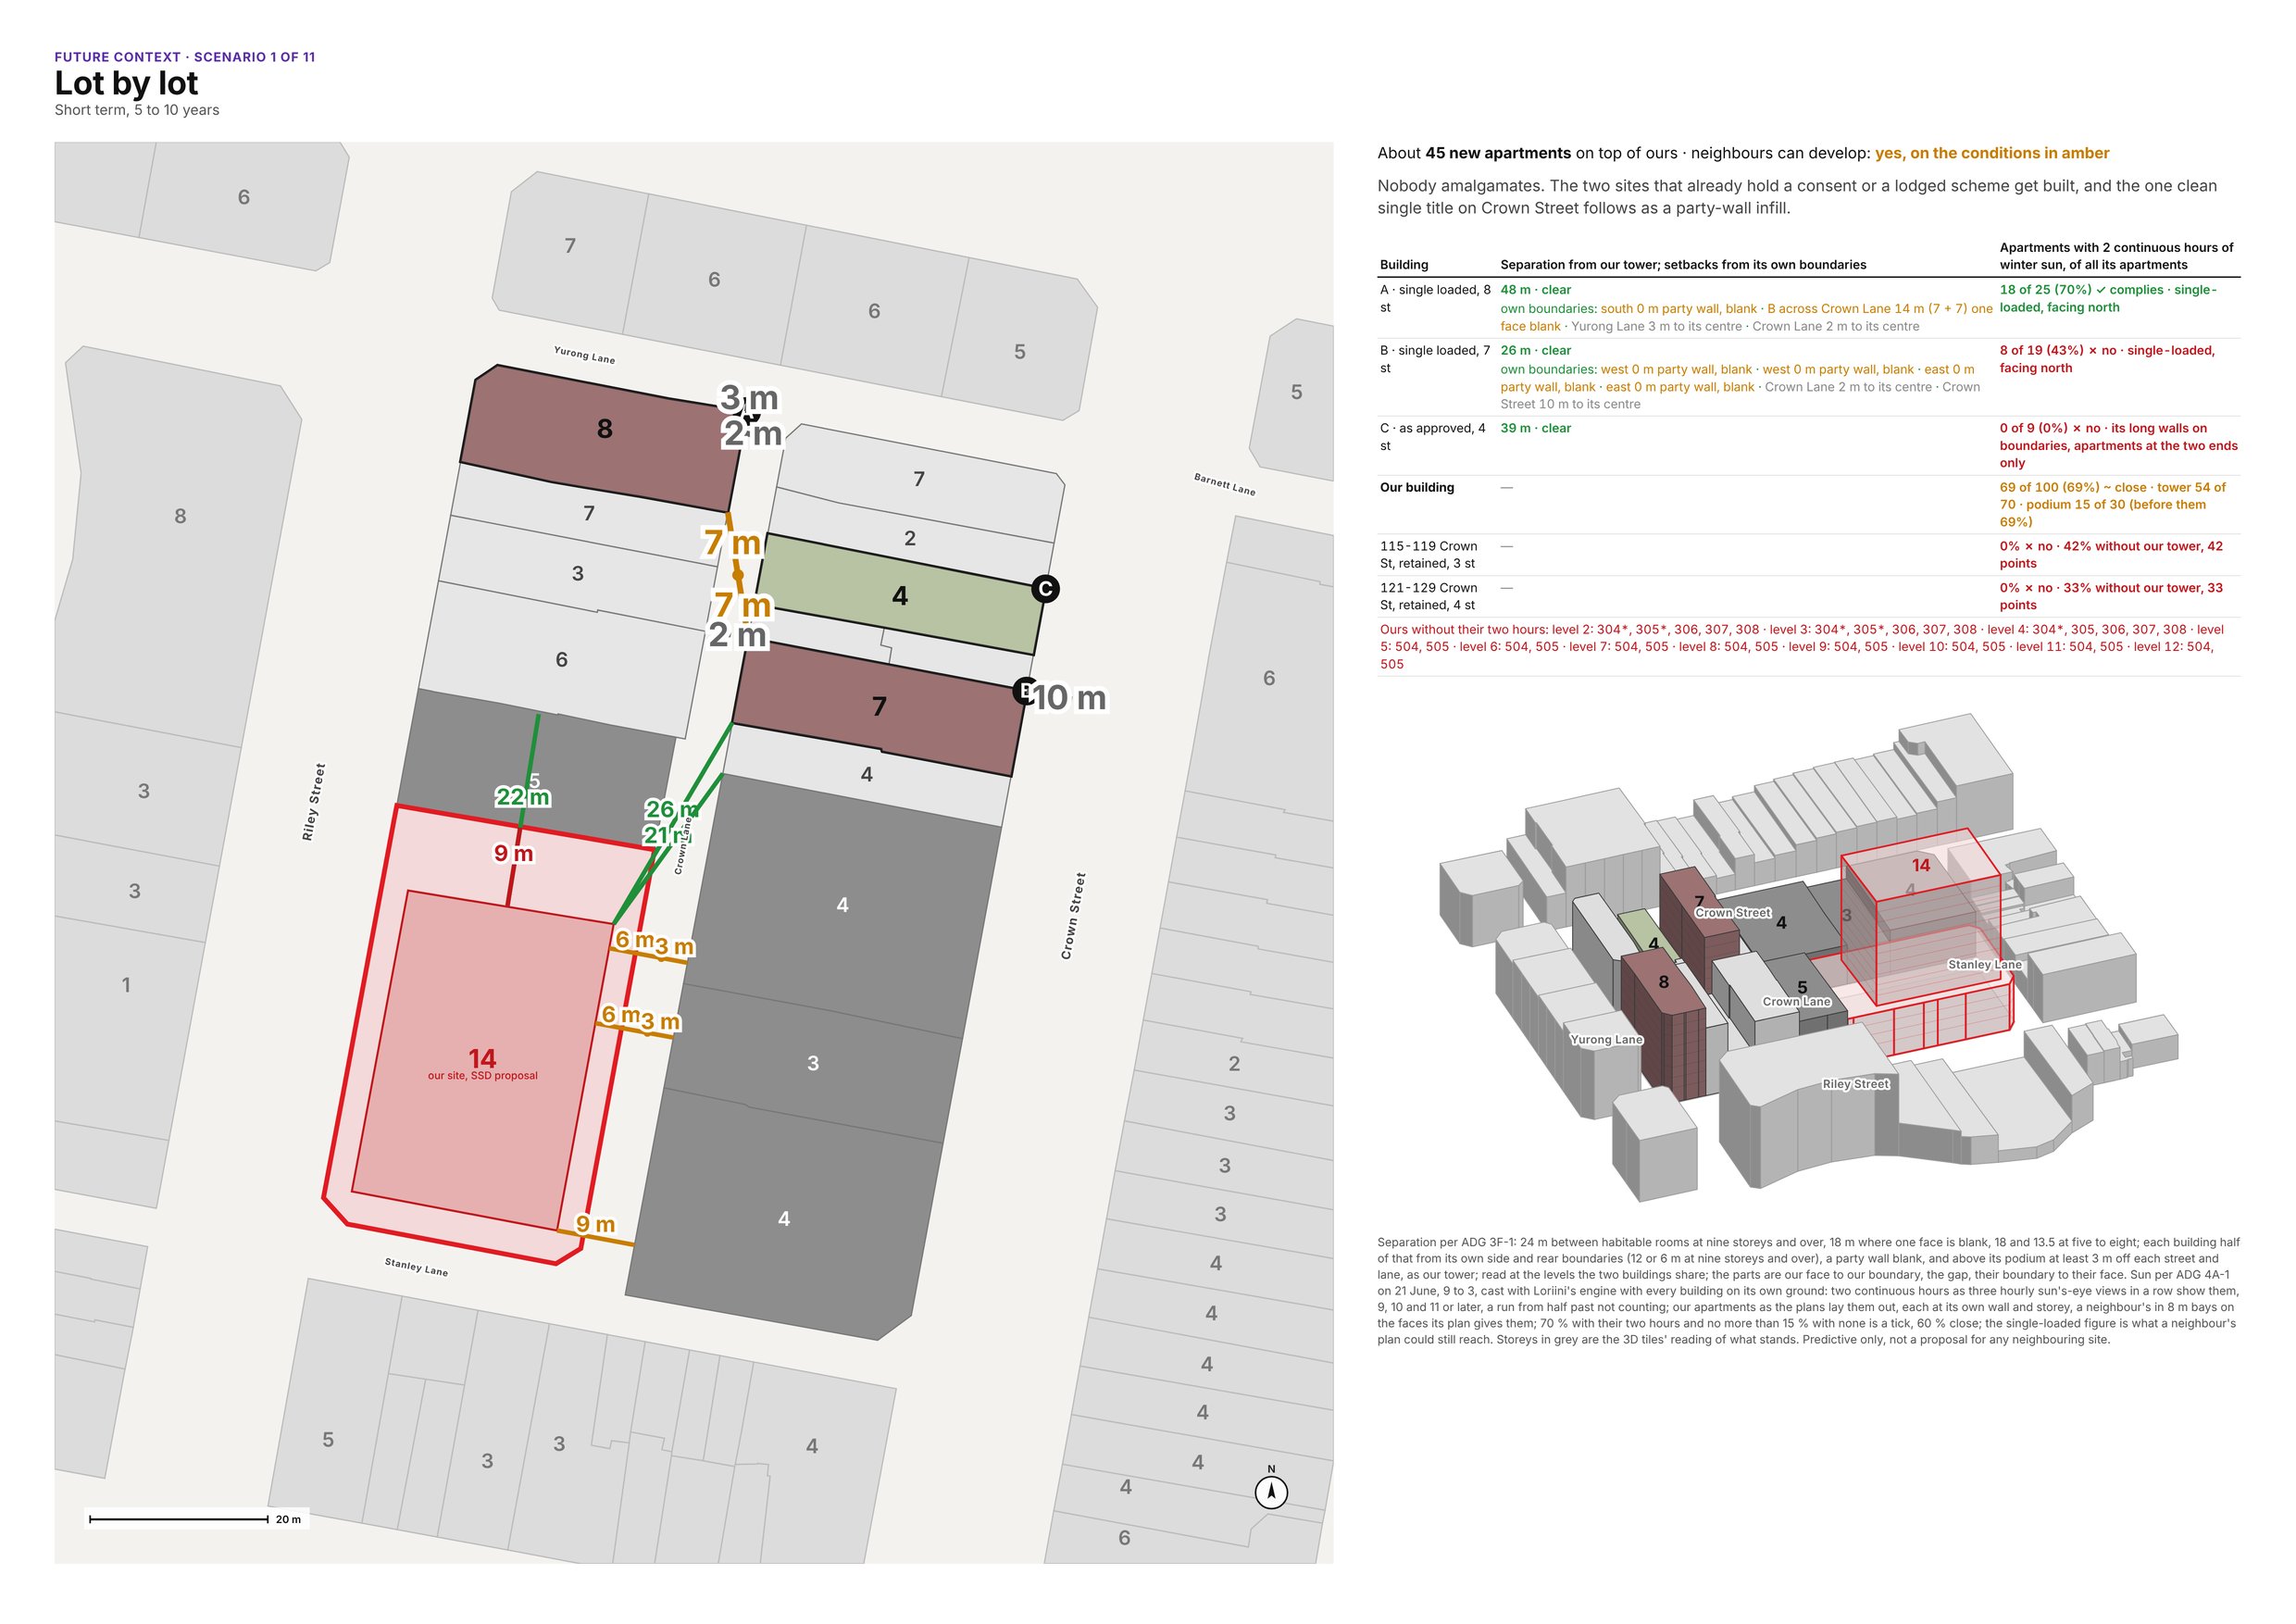 FUTURE CONTEXT · SCENARIO 1 OF 11
Lot by lot
Short term, 5 to 10 years
6
7
6
6
5
5
8
3
3
1
6
Yurong Lane
Barnett Lane
8
3 m
2 m
7
3
6
5
7
2
4
C
7
4
10 m
7 m
7 m
2 m
22 m
26 m
21 m
Crown Lane
9 m
6 m
3 m
6 m
3 m
9 m
14
our site, SSD proposal
4
3
4
Riley Street
Crown Street
Stanley Lane
2
3
3
3
4
4
4
4
4
4
6
5
3
3
4
N
20 m
About 45 new apartments on top of ours · neighbours can develop: yes, on the conditions in amber
Nobody amalgamates. The two sites that already hold a consent or a lodged scheme get built, and the one clean
single title on Crown Street follows as a party-wall infill.
Building
Separation from our tower; setbacks from its own boundaries
Apartments with 2 continuous hours of
winter sun, of all its apartments
A · single loaded, 8
st
48 m · clear
own boundaries: south 0 m party wall, blank · B across Crown Lane 14 m (7 + 7) one
face blank · Yurong Lane 3 m to its centre · Crown Lane 2 m to its centre
18 of 25 (70%) ✓ complies · single-
loaded, facing north
B · single loaded, 7
st
26 m · clear
own boundaries: west 0 m party wall, blank · west 0 m party wall, blank · east 0 m
party wall, blank · east 0 m party wall, blank · Crown Lane 2 m to its centre · Crown
Street 10 m to its centre
8 of 19 (43%) × no · single-loaded,
facing north
C · as approved, 4
st
39 m · clear
0 of 9 (0%) × no · its long walls on
boundaries, apartments at the two ends
only
Our building
—
69 of 100 (69%) ~ close · tower 54 of
70 · podium 15 of 30 (before them
69%)
115-119 Crown
St, retained, 3 st
—
0% × no · 42% without our tower, 42
points
121-129 Crown
St, retained, 4 st
—
0% × no · 33% without our tower, 33
points
Ours without their two hours: level 2: 304*, 305*, 306, 307, 308 · level 3: 304*, 305*, 306, 307, 308 · level 4: 304*, 305, 306, 307, 308 · level
5: 504, 505 · level 6: 504, 505 · level 7: 504, 505 · level 8: 504, 505 · level 9: 504, 505 · level 10: 504, 505 · level 11: 504, 505 · level 12: 504,
505
14
4
3
7
Crown Street
4
4
Stanley Lane
8
5
Crown Lane
Yurong Lane
Riley Street
Separation per ADG 3F-1: 24 m between habitable rooms at nine storeys and over, 18 m where one face is blank, 18 and 13.5 at five to eight; each building half
of that from its own side and rear boundaries (12 or 6 m at nine storeys and over), a party wall blank, and above its podium at least 3 m off each street and
lane, as our tower; read at the levels the two buildings share; the parts are our face to our boundary, the gap, their boundary to their face. Sun per ADG 4A-1
on 21 June, 9 to 3, cast with Loriini's engine with every building on its own ground: two continuous hours as three hourly sun's-eye views in a row show them,
9, 10 and 11 or later, a run from half past not counting; our apartments as the plans lay them out, each at its own wall and storey, a neighbour's in 8 m bays on
the faces its plan gives them; 70 % with their two hours and no more than 15 % with none is a tick, 60 % close; the single-loaded figure is what a neighbour's
plan could still reach. Storeys in grey are the 3D tiles' reading of what stands. Predictive only, not a proposal for any neighbouring site.